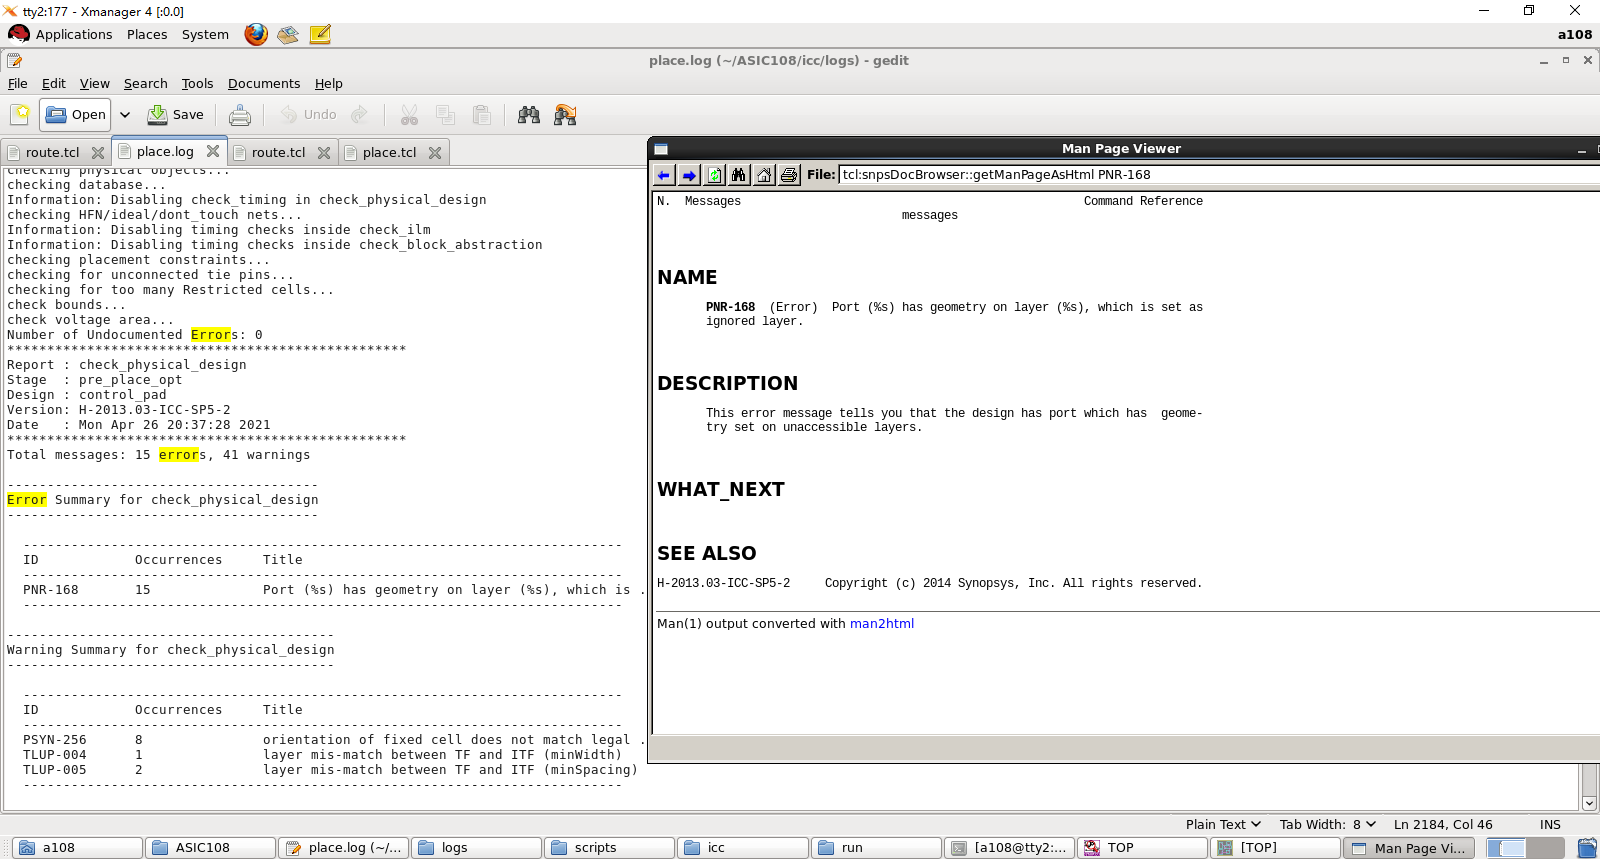 tty2:177 - Xmanager 4 [:0.0]
Applications Places System a108
place.log (~/ASIC108/icc/logs) - gedit
File Edit View Search Tools Documents Help
Open Save Undo
route.tcl place.log route.tcl place.tcl
checking physical objects...
checking database...
Information: Disabling check_timing in check_physical_design
checking HFN/ideal/dont_touch nets...
Information: Disabling timing checks inside check_ilm
Information: Disabling timing checks inside check_block_abstraction
checking placement constraints...
checking for unconnected tie pins...
checking for too many Restricted cells...
check bounds...
check voltage area...
Number of Undocumented Errors: 0
**************************************************
Report : check_physical_design
Stage  : pre_place_opt
Design : control_pad
Version: H-2013.03-ICC-SP5-2
Date   : Mon Apr 26 20:37:28 2021
**************************************************
Total messages: 15 errors, 41 warnings
---------------------------------------
Error Summary for check_physical_design
---------------------------------------
---------------------------------------------------------------------------
ID Occurrences Title
---------------------------------------------------------------------------
PNR-168 15 Port (%s) has geometry on layer (%s), which is .
---------------------------------------------------------------------------
-----------------------------------------
Warning Summary for check_physical_design
-----------------------------------------
---------------------------------------------------------------------------
ID Occurrences Title
---------------------------------------------------------------------------
PSYN-256 8 orientation of fixed cell does not match legal .
TLUP-004 1 layer mis-match between TF and ITF (minWidth)
TLUP-005 2 layer mis-match between TF and ITF (minSpacing)
---------------------------------------------------------------------------
Man Page Viewer
File: tcl:snpsDocBrowser::getManPageAsHtml PNR-168
N.  Messages Command Reference
messages
NAME
PNR-168  (Error)  Port (%s) has geometry on layer (%s), which is set as
ignored layer.
DESCRIPTION
This error message tells you that the design has port which has  geome-
try set on unaccessible layers.
WHAT_NEXT
SEE ALSO
H-2013.03-ICC-SP5-2 Copyright (c) 2014 Synopsys, Inc. All rights reserved.
Man(1) output converted with man2html
Plain Text Tab Width: 8 Ln 2184, Col 46 INS
a108 ASIC108 place.log (~/... logs scripts icc run [a108@tty2:... TOP [TOP] Man Page Vi...